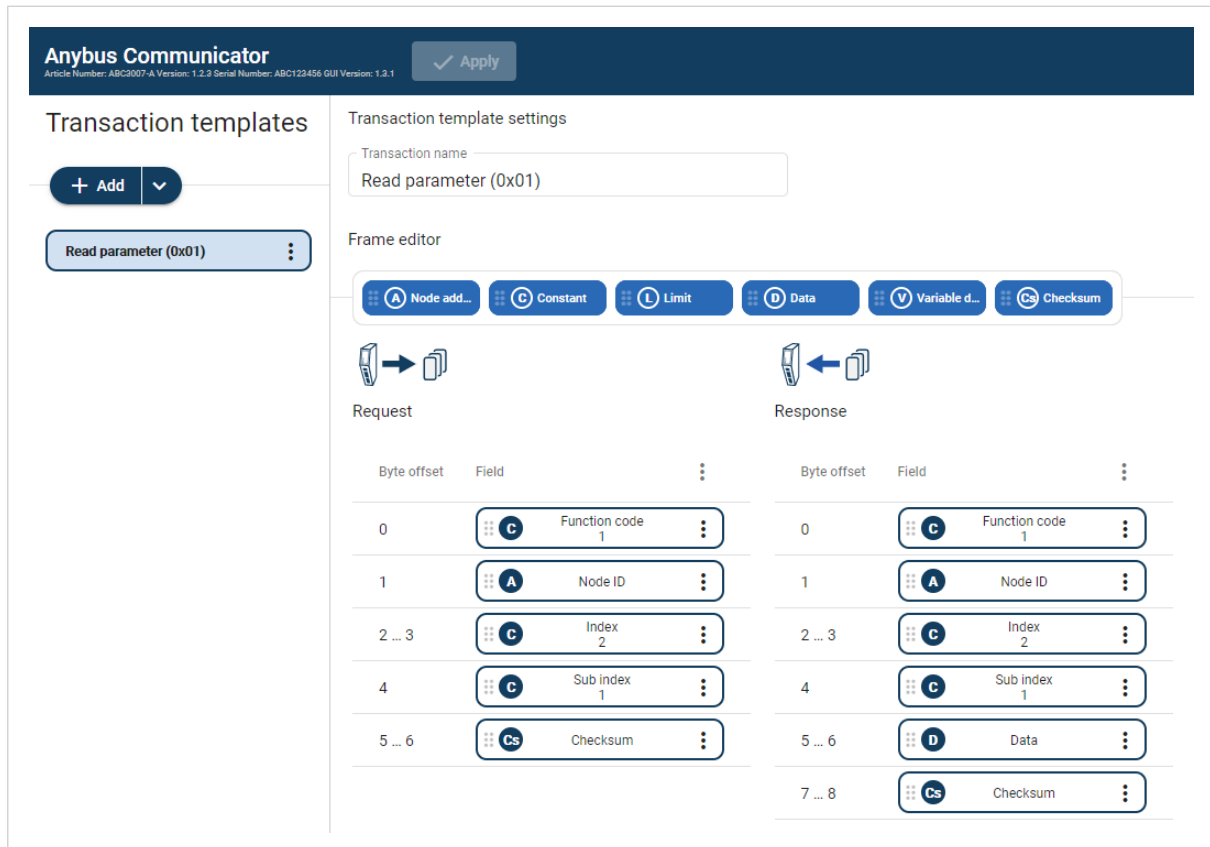 Anybus Communicator
Article Number: ABC3007-A Version: 1.2.3 Serial Number: ABC123456 GUI Version: 1.3.1
Apply
Transaction templates
Add
Read parameter (0x01)
Transaction template settings
Transaction name
Read parameter (0x01)
Frame editor
A Node add...
C Constant
L Limit
D Data
V Variable d...
Cs Checksum
Request
Byte offset Field
0 C Function code
1
1 A Node ID
2 ... 3 C Index
2
4 C Sub index
1
5 ... 6 Cs Checksum
Response
Byte offset Field
0 C Function code
1
1 A Node ID
2 ... 3 C Index
2
4 C Sub index
1
5 ... 6 D Data
7 ... 8 Cs Checksum